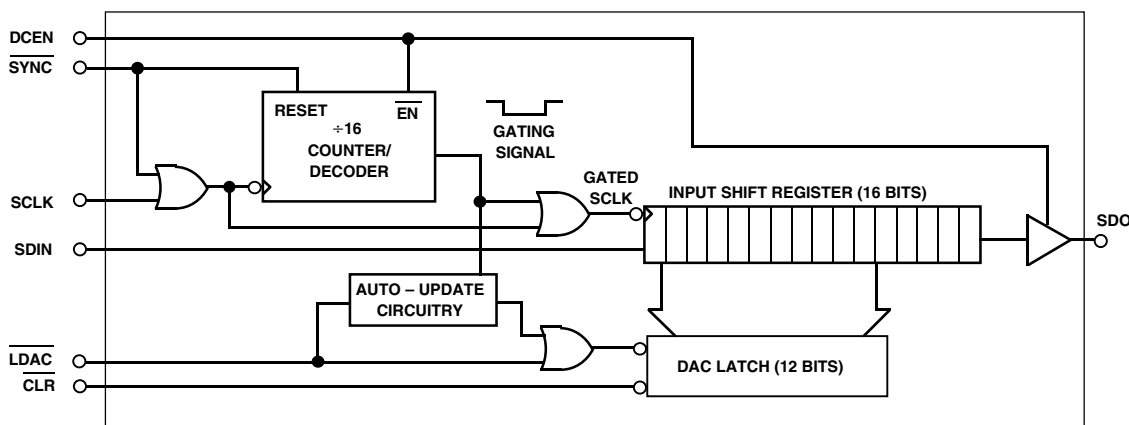 DCEN
SYNC
RESET
EN
÷16
COUNTER/
DECODER
GATING
SIGNAL
SCLK
GATED
SCLK
INPUT SHIFT REGISTER (16 BITS)
SDO
SDIN
AUTO – UPDATE
CIRCUITRY
LDAC
DAC LATCH (12 BITS)
CLR